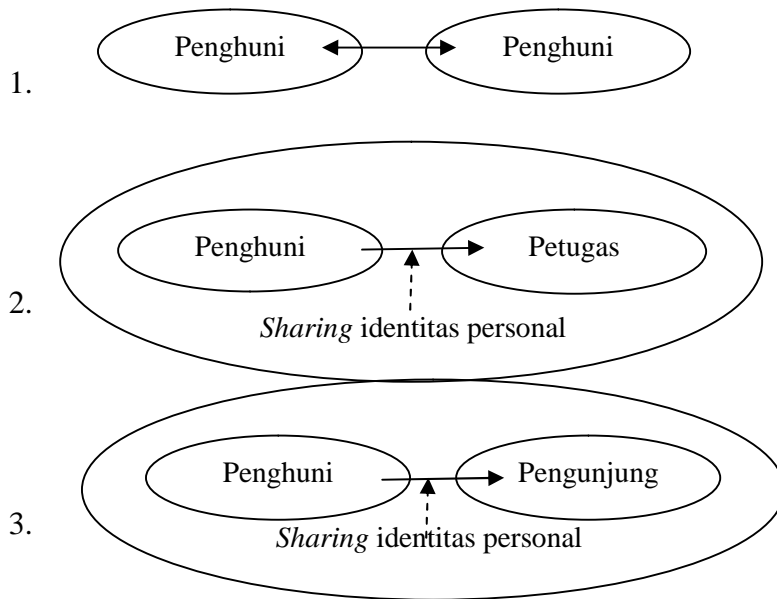 1.
Penghuni Penghuni
2.
Penghuni Petugas
Sharing identitas personal
3.
Penghuni Pengunjung
Sharing identitas personal